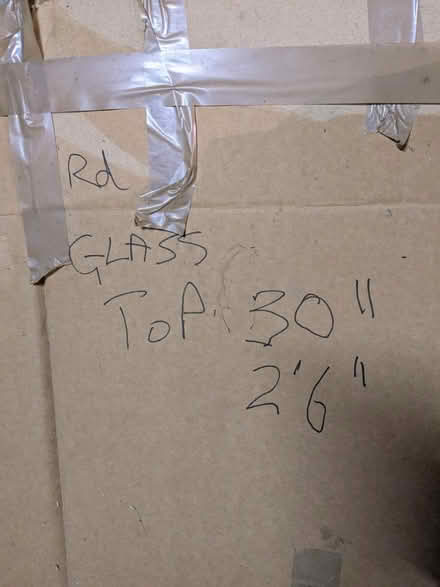 Rd
GLASS
TOP. 30"
2'6"